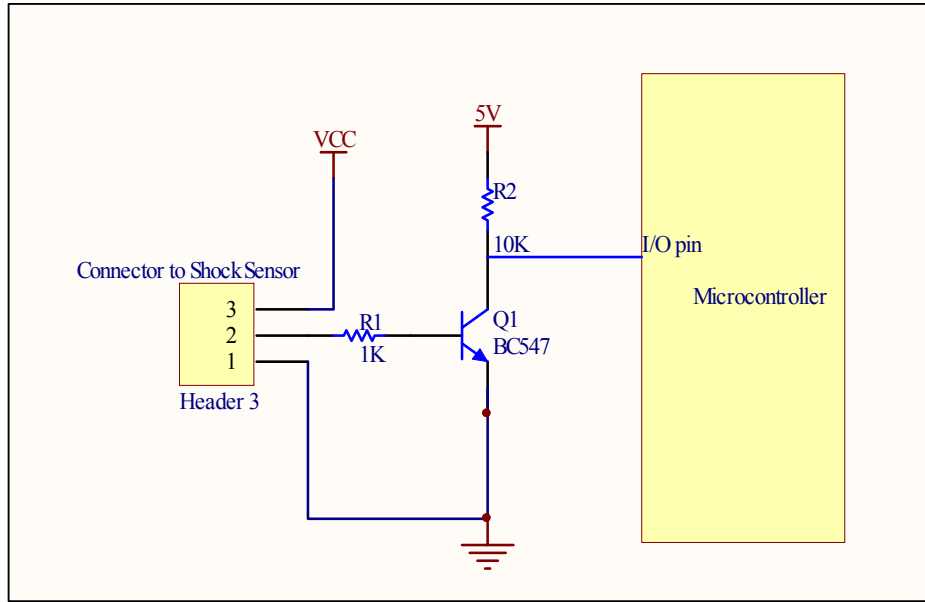 5V
VCC
R2
10K
I/O pin
Connector to Shock Sensor
Microcontroller
3
2
1
R1
1K
Q1
BC547
Header 3